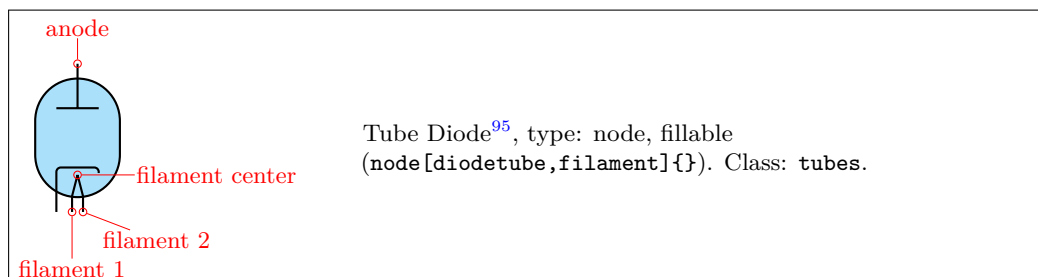 anode
Tube Diode95, type: node, fillable
(node[diodetube,filament]{}). Class: tubes.
filament center
filament 2
filament 1